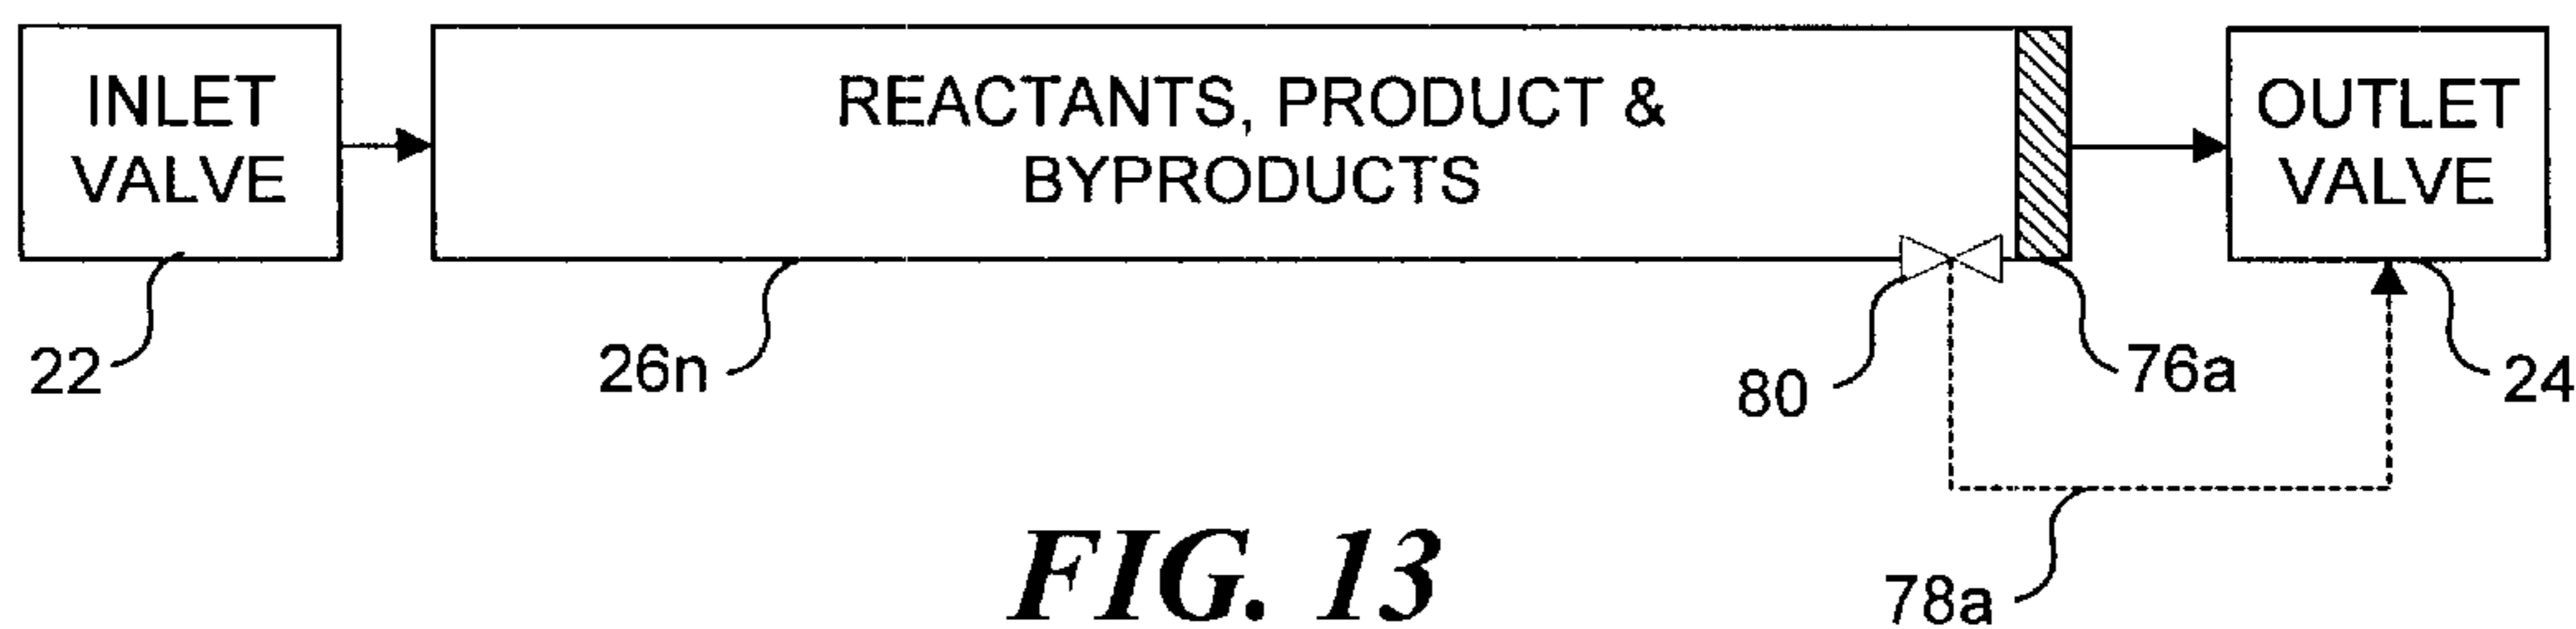 INLET
VALVE
REACTANTS, PRODUCT &
BYPRODUCTS
OUTLET
VALVE
22
26n
80
76a
24
78a
FIG. 13